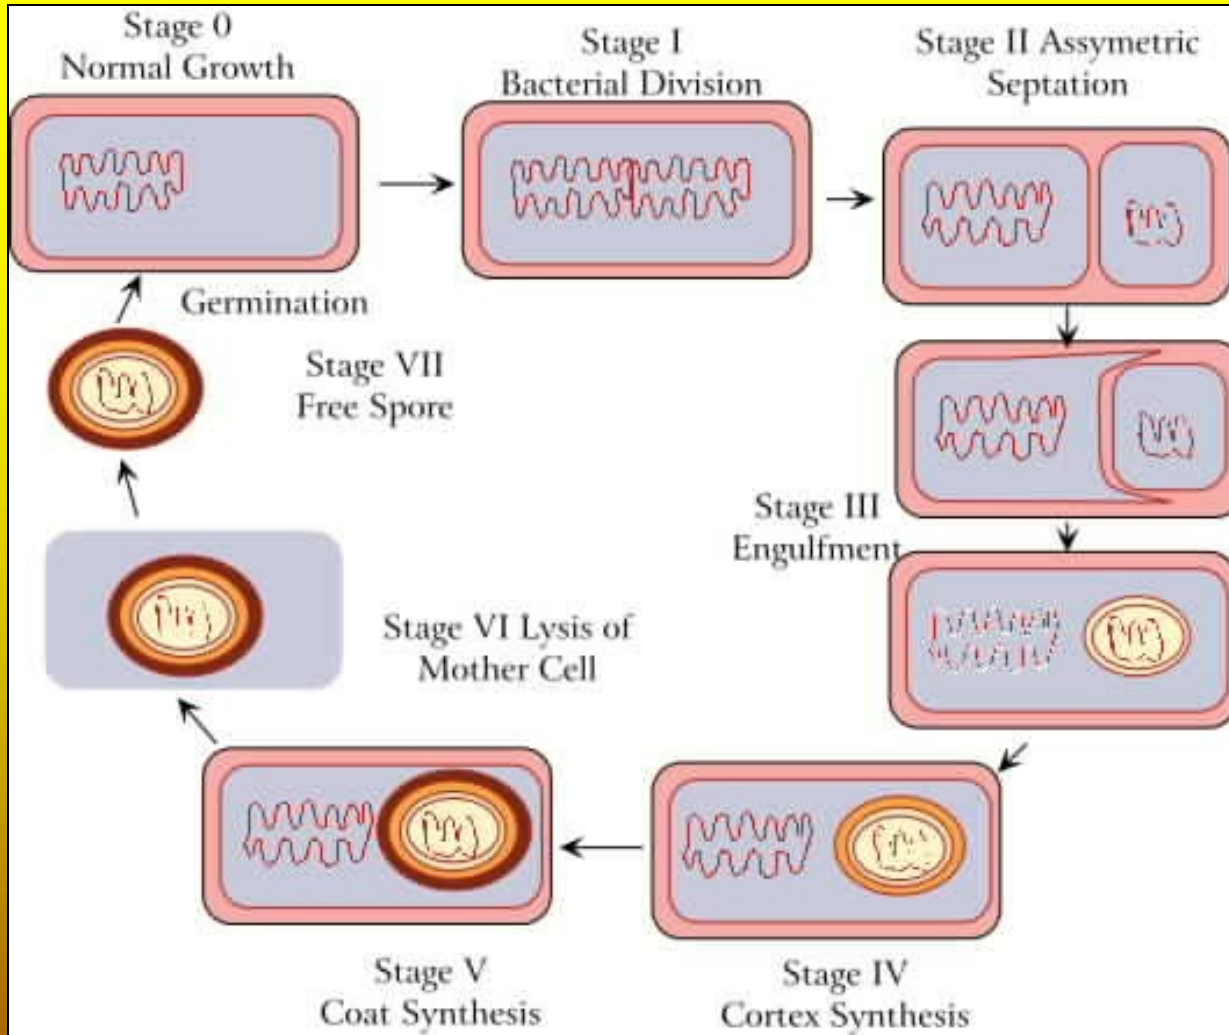 Stage 0
Normal Growth
Stage I
Bacterial Division
Stage II Assymetric
Septation
Germination
Stage VII
Free Spore
Stage III
Engulfment
Stage VI Lysis of
Mother Cell
Stage V
Coat Synthesis
Stage IV
Cortex Synthesis